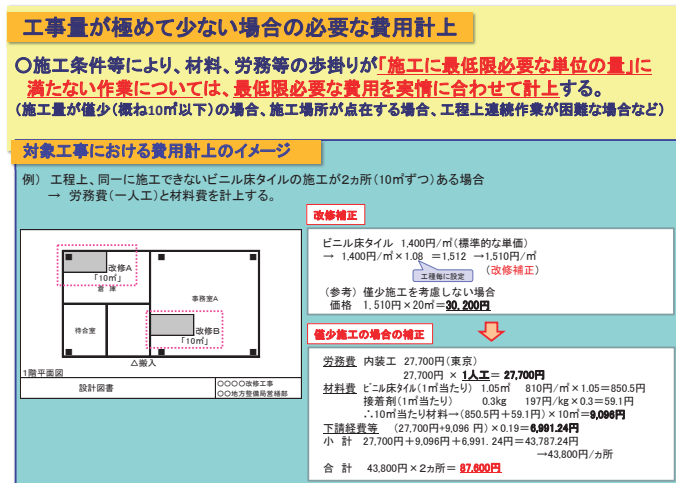 工事量が極めて少ない場合の必要な費用計上
〇施工条件等により、材料、労務等の歩掛りが「施工に最低限必要な単位の量」に
満たない作業については、最低限必要な費用を実情に合わせて計上する。
(施工量が僅少(概ね10㎡以下)の場合、施工場所が点在する場合、工程上連続作業が困難な場合など)
対象工事における費用計上のイメージ
例) 工程上、同一に施工できないビニル床タイルの施工が2ヵ所(10㎡ずつ)ある場合
→ 労務費(一人工)と材料費を計上する。
改修A
「10㎡」
倉 庫
事務室A
待合室
改修B
「10㎡」
△搬入
1階平面図
設計図書
〇〇〇〇改修工事
〇〇地方整備局営繕部
改修補正
ビニル床タイル 1,400円/㎡(標準的な単価)
→ 1,400円/㎡×1.08 =1,512 →1,510円/㎡
(改修補正)
工種毎に設定
(参考) 僅少施工を考慮しない場合
価格 1,510円×20㎡=30,200円
僅少施工の場合の補正
労務費 内装工 27,700円(東京)
27,700円 × 1人工= 27,700円
材料費 ビニル床タイル(1㎡当たり) 1.05㎡ 810円/㎡×1.05=850.5円
接着剤(1㎡当たり) 0.3kg 197円/kg×0.3=59.1円
∴10㎡当たり材料→(850.5円+59.1円)×10㎡=9,096円
下請経費等 (27,700円+9,096 円)×0.19=6,991.24円
小 計 27,700円+9,096円+6,991. 24円=43,787.24円
→43,800円/ヵ所
合 計 43,800円×2ヵ所= 87,600円